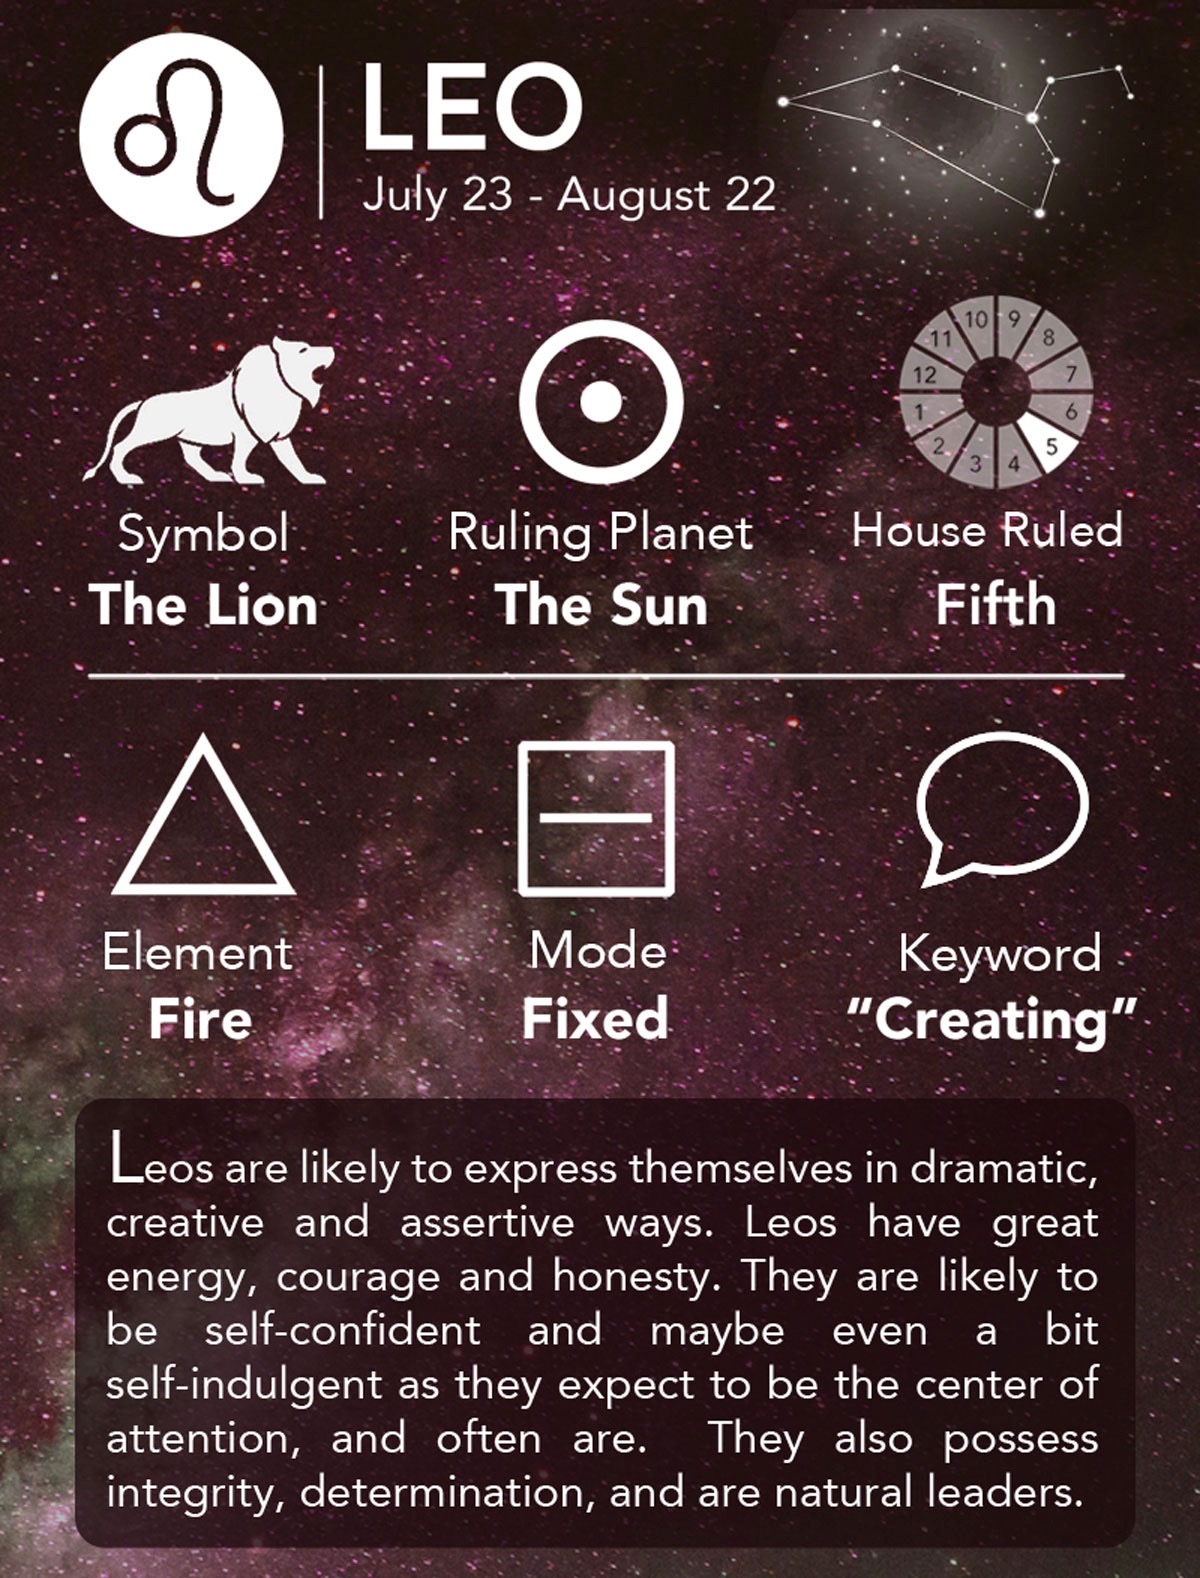 LEO
July 23 - August 22
10 9
11 8
12 7
1 6
2 5
3 4
Symbol
The Lion
Ruling Planet
The Sun
House Ruled
Fifth
Element
Fire
Mode
Fixed
Keyword
“Creating”
Leos are likely to express themselves in dramatic,
creative and assertive ways. Leos have great
energy, courage and honesty. They are likely to
be self-confident and maybe even a bit
self-indulgent as they expect to be the center of
attention, and often are. They also possess
integrity, determination, and are natural leaders.